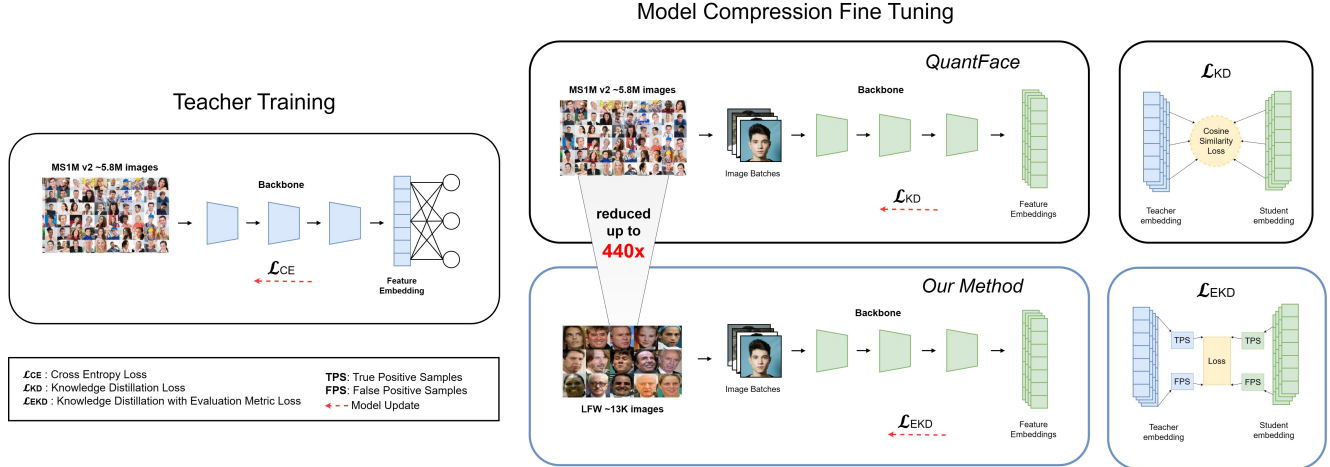 Model Compression Fine Tuning
Teacher Training
MS1M v2 ~5.8M images
Backbone
ℒCE
Feature
Embedding
ℒCE : Cross Entropy Loss
ℒKD : Knowledge Distillation Loss
ℒEKD : Knowledge Distillation with Evaluation Metric Loss
TPS: True Positive Samples
FPS: False Positive Samples
Model Update
QuantFace
MS1M v2 ~5.8M images
Backbone
Image Batches
ℒKD
Feature
Embeddings
reduced
up to
440x
ℒKD
Cosine
Similarity
Loss
Teacher
embedding
Student
embedding
Our Method
Backbone
Image Batches
LFW ~13K images
ℒEKD
Feature
Embeddings
ℒEKD
TPS
TPS
Loss
FPS
FPS
Teacher
embedding
Student
embedding